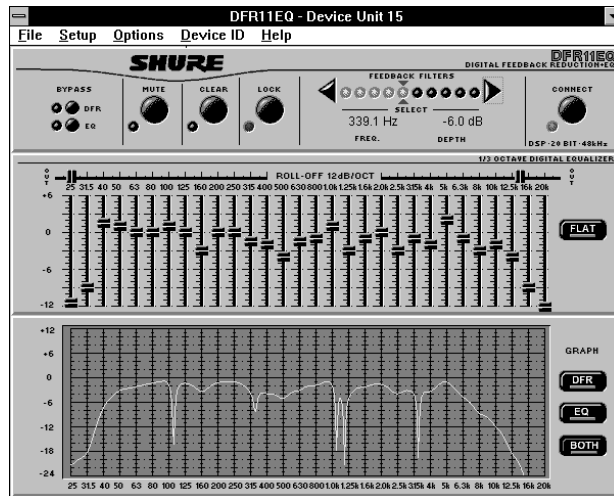 DFR11EQ - Device Unit 15
File Setup Options Device ID Help
SHURE
DFR11EQ
DIGITAL FEEDBACK REDUCTION+EQ
BYPASS MUTE CLEAR LOCK FEEDBACK FILTERS CONNECT
DFR
EQ
SELECT
339.1 Hz -6.0 dB
FREQ. DEPTH
DSP·20 BIT·48kHz
1/3 OCTAVE DIGITAL EQUALIZER
OUT ROLL-OFF 12dB/OCT OUT
25 31.5 40 50 63 80 100 125 160 200 250 315 400 500 630 800 1.0k 1.25k 1.6k 2.0k 2.5k 3.15k 4k 5k 6.3k 8k 10k 12.5k 16k 20k
+6
0
FLAT
-6
-12
+12
+6
GRAPH
0
DFR
-6
EQ
-12
BOTH
-18
-24
25 31.5 40 50 63 80 100 125 160 200 250 315 400 500 630 800 1.0k 1.25k 1.6k 2.0k 2.5k 3.15k 4k 5k 6.3k 8k 10k 12.5k 16k 20k